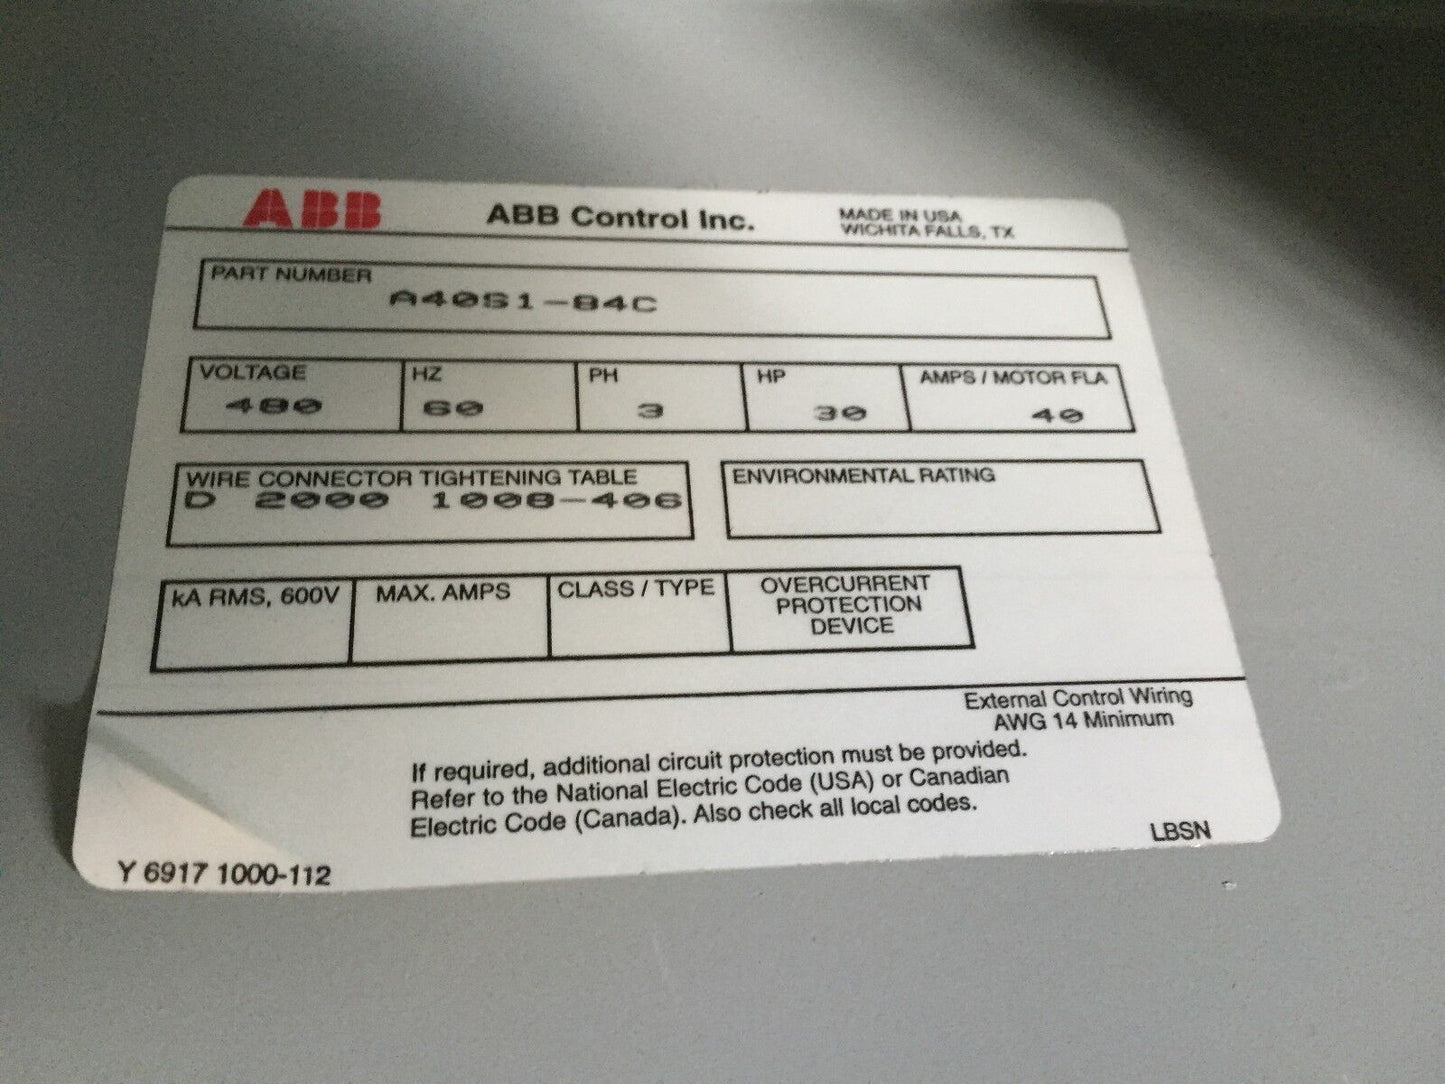 ABB ABB Control Inc. MADE IN USA
WICHITA FALLS, TX
PART NUMBER
A40S1-84C
VOLTAGE HZ PH HP AMPS / MOTOR FLA
480 60 3 30 40
WIRE CONNECTOR TIGHTENING TABLE
D 2000 1008-406
ENVIRONMENTAL RATING
kA RMS, 600V MAX. AMPS CLASS / TYPE OVERCURRENT
PROTECTION
DEVICE
External Control Wiring
AWG 14 Minimum
If required, additional circuit protection must be provided.
Refer to the National Electric Code (USA) or Canadian
Electric Code (Canada). Also check all local codes.
LBSN
Y 6917 1000-112